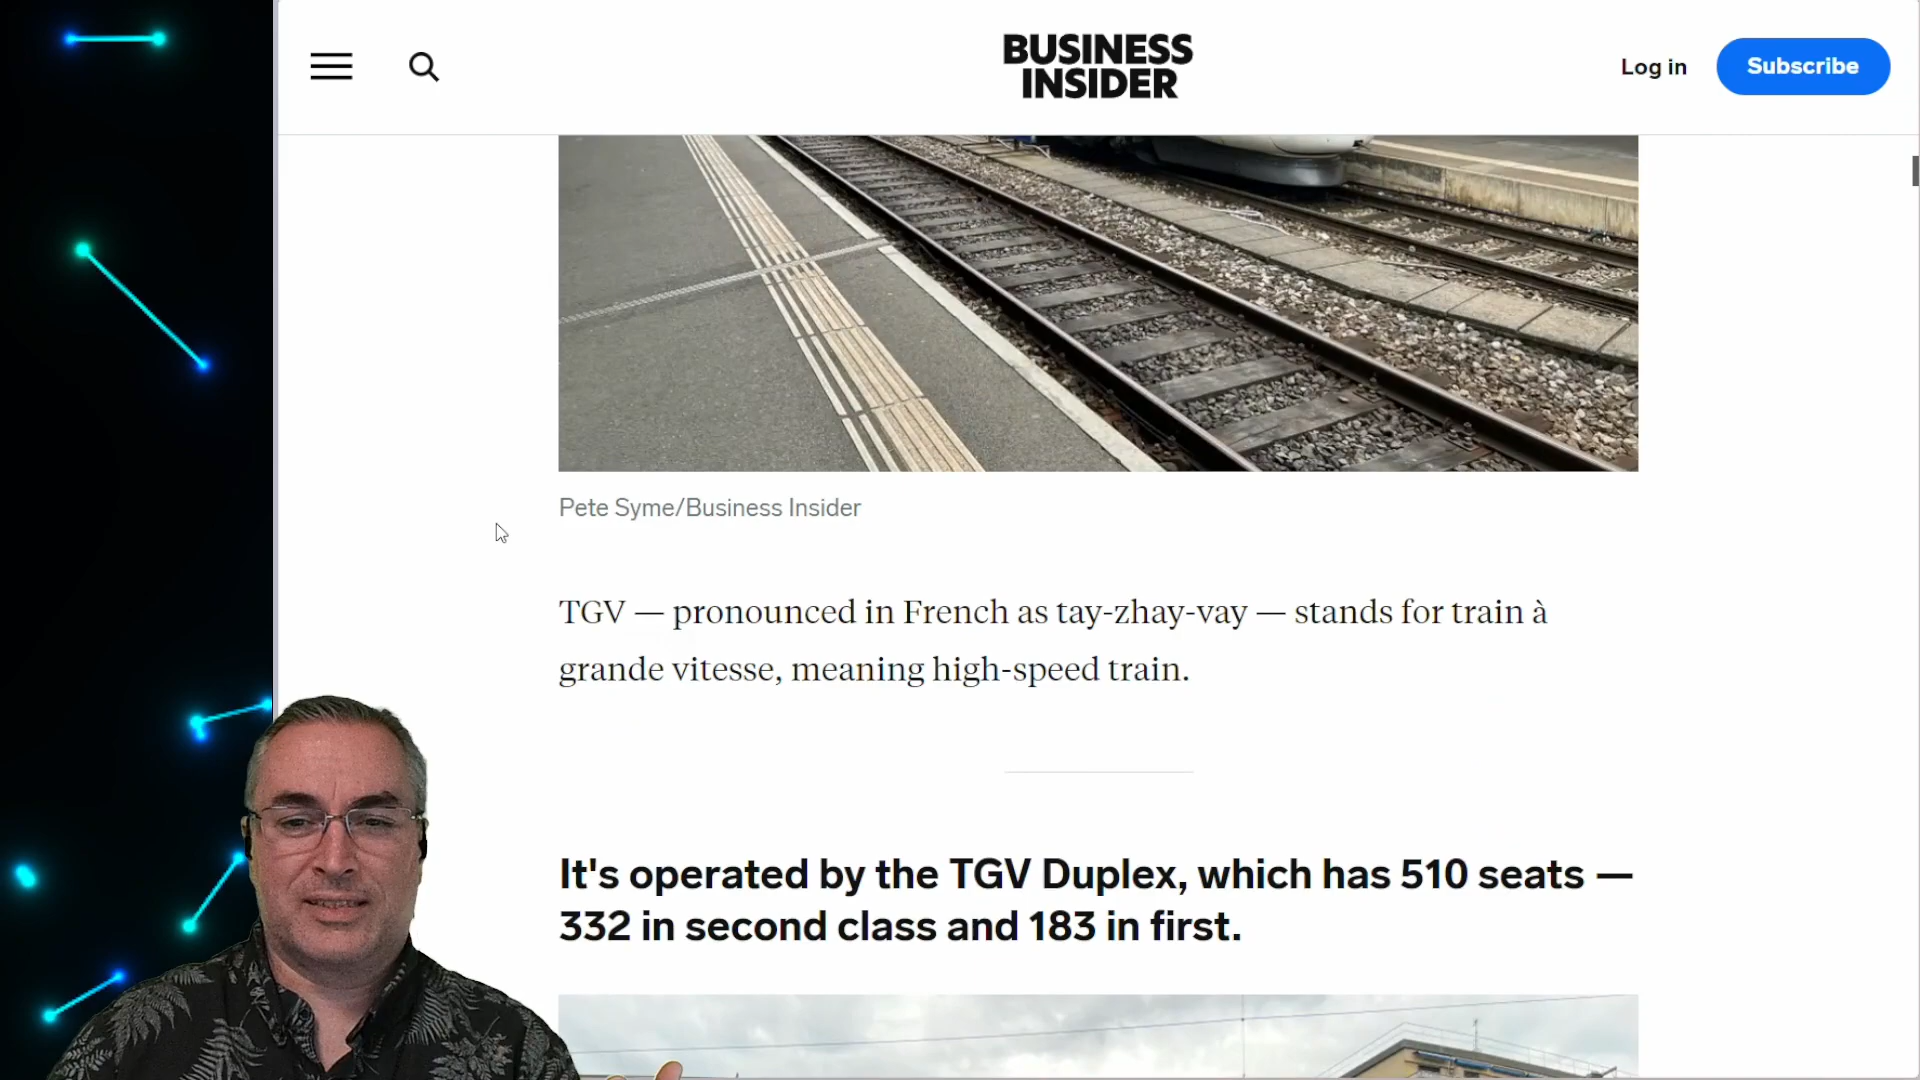 BUSINESS
INSIDER
Log in
Subscribe
Pete Syme/Business Insider
TGV — pronounced in French as tay-zhay-vay — stands for train à
grande vitesse, meaning high-speed train.
It's operated by the TGV Duplex, which has 510 seats —
332 in second class and 183 in first.